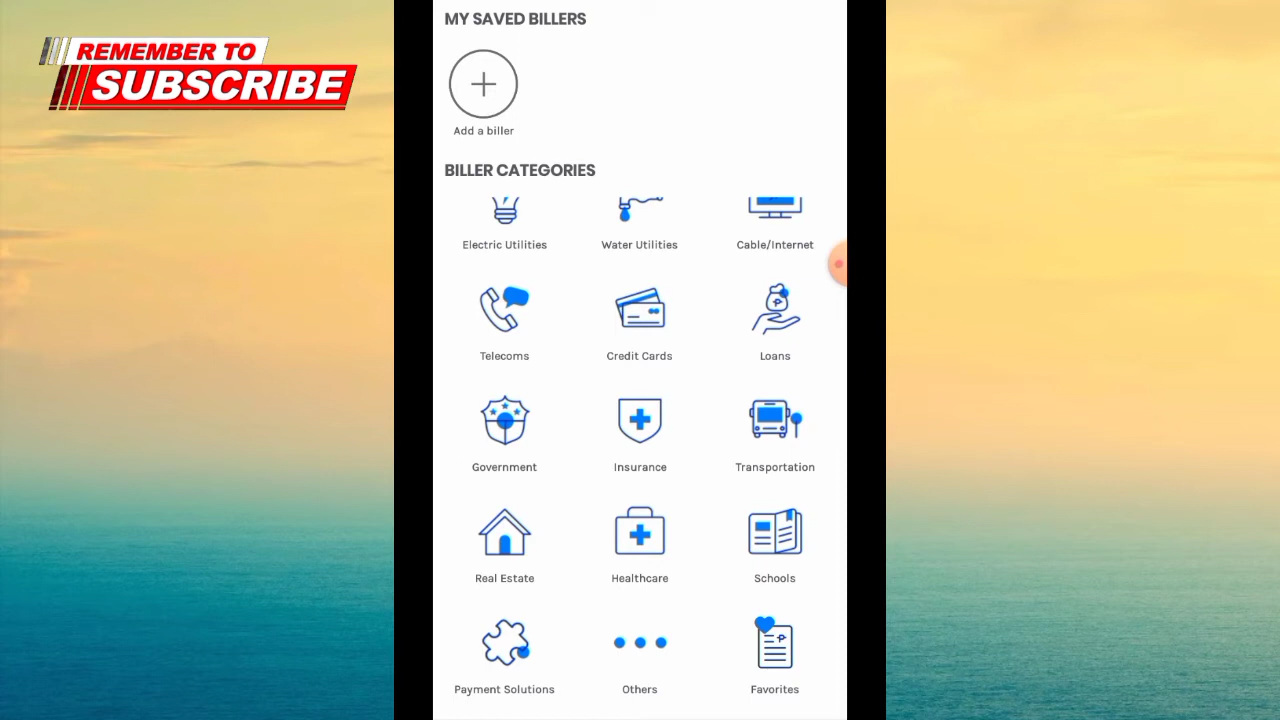 REMEMBER TO
SUBSCRIBE
MY SAVED BILLERS
Add a biller
BILLER CATEGORIES
Electric Utilities
Water Utilities
Cable/Internet
Telecoms
Credit Cards
Loans
Government
Insurance
Transportation
Real Estate
Healthcare
Schools
Payment Solutions
Others
Favorites